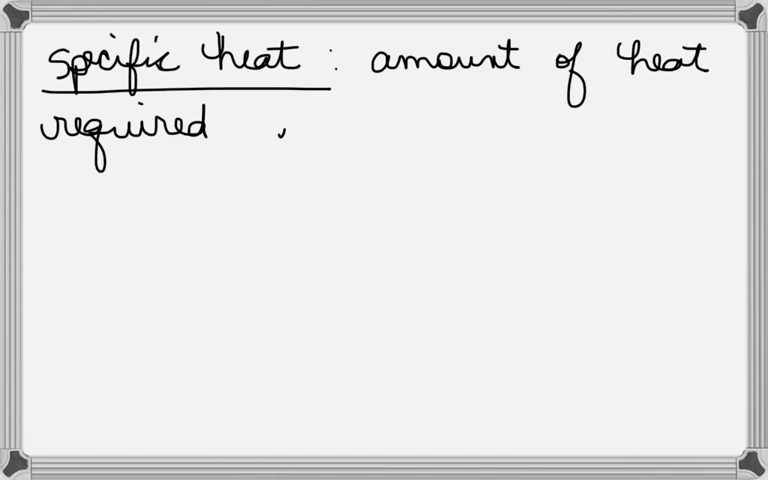 specific heat : amount of heat
required